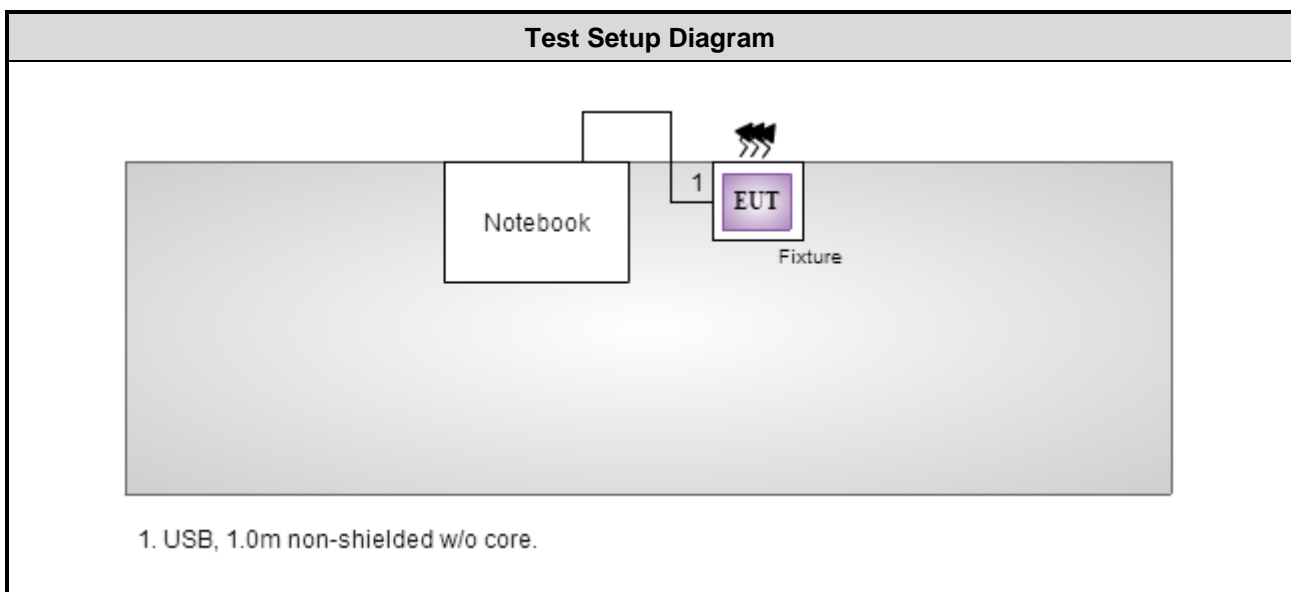 Test Setup Diagram
1
EUT
Notebook
Fixture
1. USB, 1.0m non-shielded w/o core.